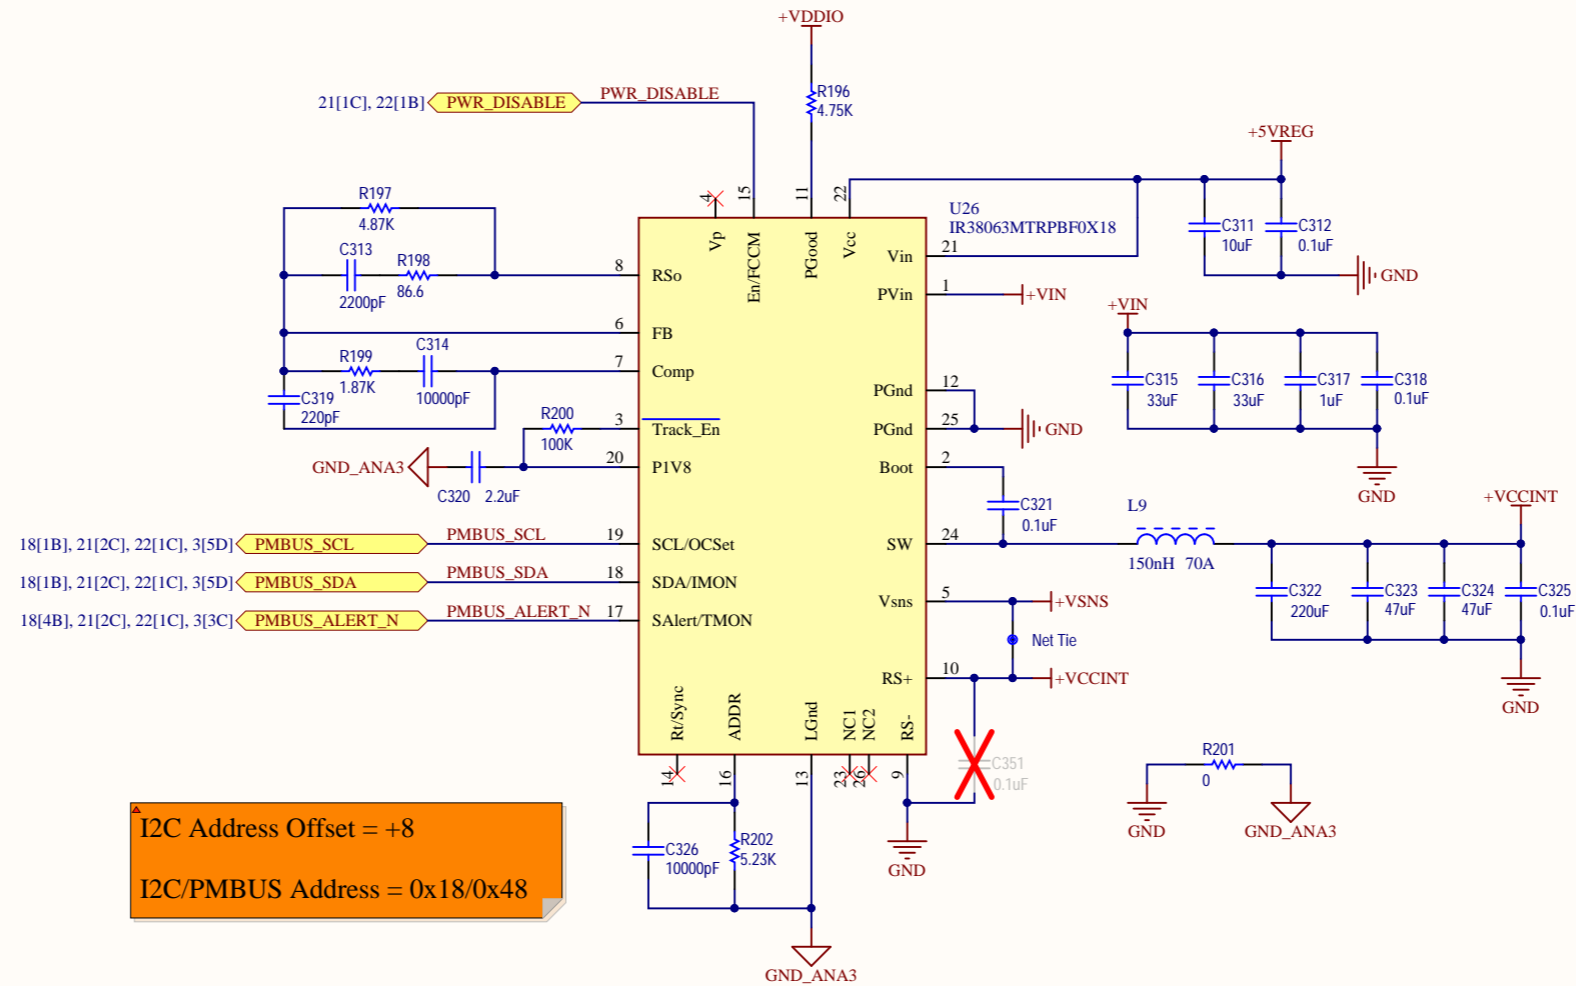 +VDDIO
R196
4.75K
21[1C], 22[1B]
PWR_DISABLE
PWR_DISABLE
+5VREG
R197
4.87K
C313
2200pF
R198
86.6
4
15
11
22
U26
IR38063MTRPBF0X18
C311
10uF
C312
0.1uF
GND
Vp
En/FCCM
PGood
Vcc
Vin
21
8
RSo
PVin
1
+VIN
6
FB
+VIN
R199
1.87K
C314
10000pF
7
Comp
C319
220pF
PGnd
12
C315
33uF
C316
33uF
C317
1uF
C318
0.1uF
R200
100K
3
Track_En
PGnd
25
GND
GND_ANA3
C320
2.2uF
20
P1V8
Boot
2
GND
C321
0.1uF
L9
150nH 70A
+VCCINT
18[1B], 21[2C], 22[1C], 3[5D]
PMBUS_SCL
PMBUS_SCL
19
SCL/OCSet
SW
24
18[1B], 21[2C], 22[1C], 3[5D]
PMBUS_SDA
PMBUS_SDA
18
SDA/IMON
Vsns
5
+VSNS
C322
220uF
C323
47uF
C324
47uF
C325
0.1uF
18[4B], 21[2C], 22[1C], 3[3C]
PMBUS_ALERT_N
PMBUS_ALERT_N
17
SAlert/TMON
Net Tie
RS+
10
+VCCINT
GND
Rt/Sync
ADDR
LGnd
NC1
NC2
RS-
14
16
13
23
26
9
C351
0.1uF
R201
0
GND
GND_ANA3
GND
C326
10000pF
R202
5.23K
GND_ANA3
I2C Address Offset = +8
I2C/PMBUS Address = 0x18/0x48